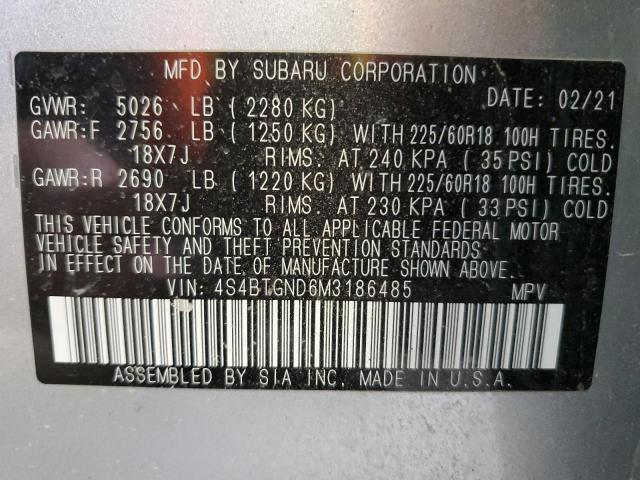 MFD BY SUBARU CORPORATION
DATE: 02/21
GVWR: 5026 LB ( 2280 KG)
GAWR:F 2756 LB ( 1250 KG) WITH 225/60R18 100H TIRES.
18X7J RIMS. AT 240 KPA ( 35 PSI) COLD
GAWR:R 2690 LB ( 1220 KG) WITH 225/60R18 100H TIRES.
18X7J RIMS. AT 230 KPA ( 33 PSI) COLD
THIS VEHICLE CONFORMS TO ALL APPLICABLE FEDERAL MOTOR
VEHICLE SAFETY AND THEFT PREVENTION STANDARDS
IN EFFECT ON THE DATE OF MANUFACTURE SHOWN ABOVE.
VIN: 4S4BTGND6M3186485 MPV
ASSEMBLED BY SIA INC. MADE IN U.S.A.